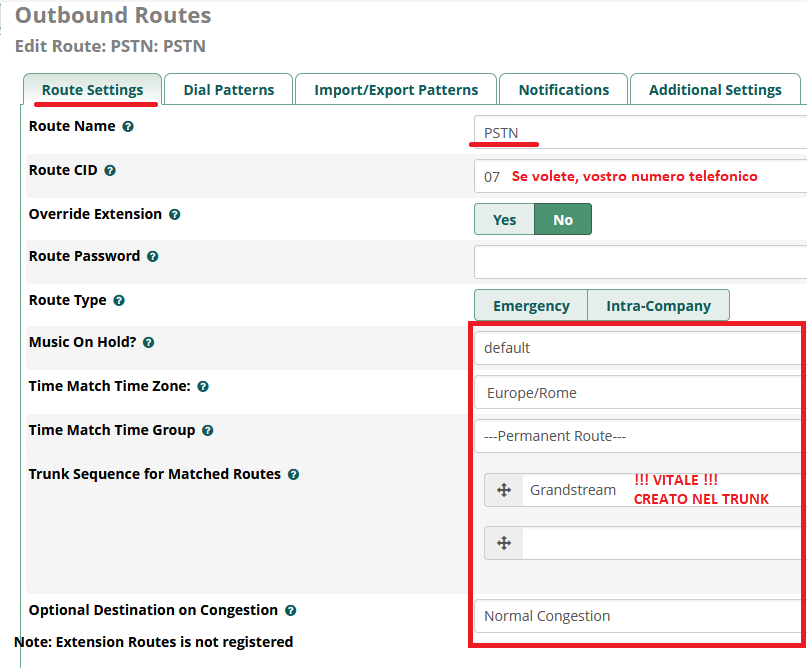 Outbound Routes
Edit Route: PSTN: PSTN
Route Settings Dial Patterns Import/Export Patterns Notifications Additional Settings
Route Name PSTN
Route CID 07 Se volete, vostro numero telefonico
Override Extension Yes No
Route Password
Route Type Emergency Intra-Company
Music On Hold? default
Time Match Time Zone: Europe/Rome
Time Match Time Group ---Permanent Route---
Trunk Sequence for Matched Routes Grandstream !!! VITALE !!!
CREATO NEL TRUNK
Optional Destination on Congestion Normal Congestion
Note: Extension Routes is not registered